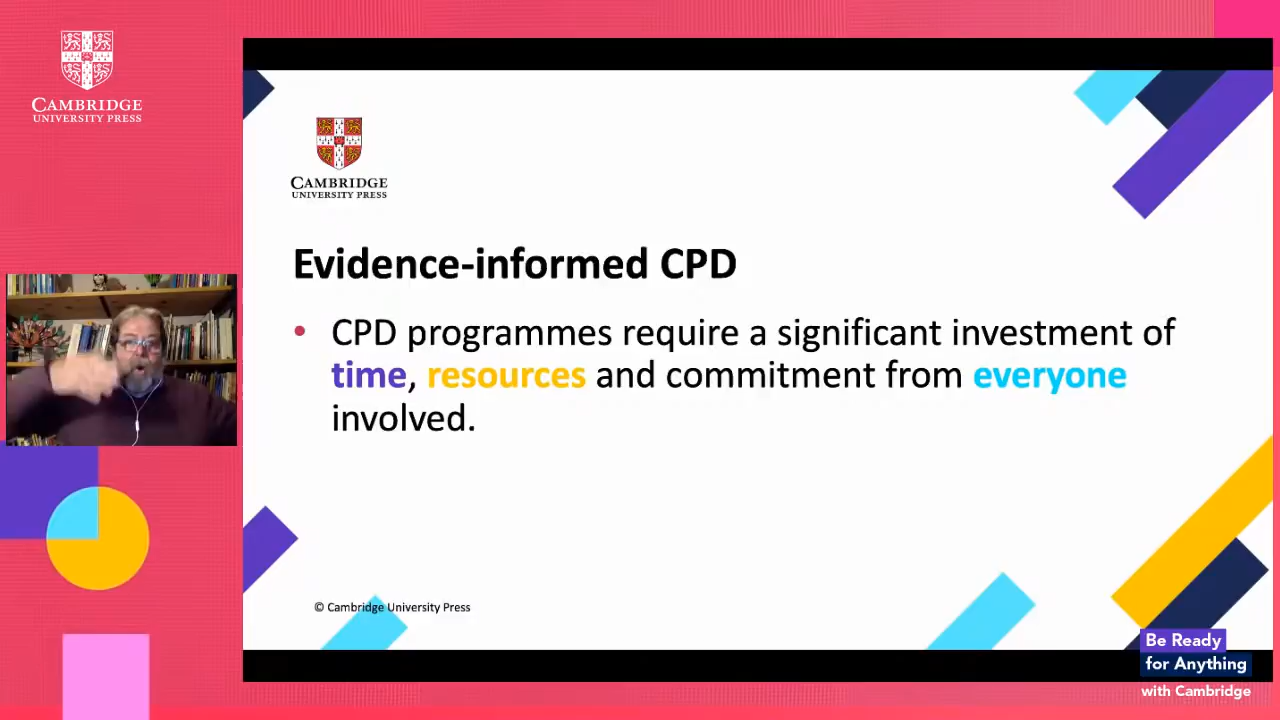 CAMBRIDGE
UNIVERSITY PRESS
CAMBRIDGE
UNIVERSITY PRESS
Evidence-informed CPD
• CPD programmes require a significant investment of
time, resources and commitment from everyone
involved.
© Cambridge University Press
Be Ready
for Anything
with Cambridge